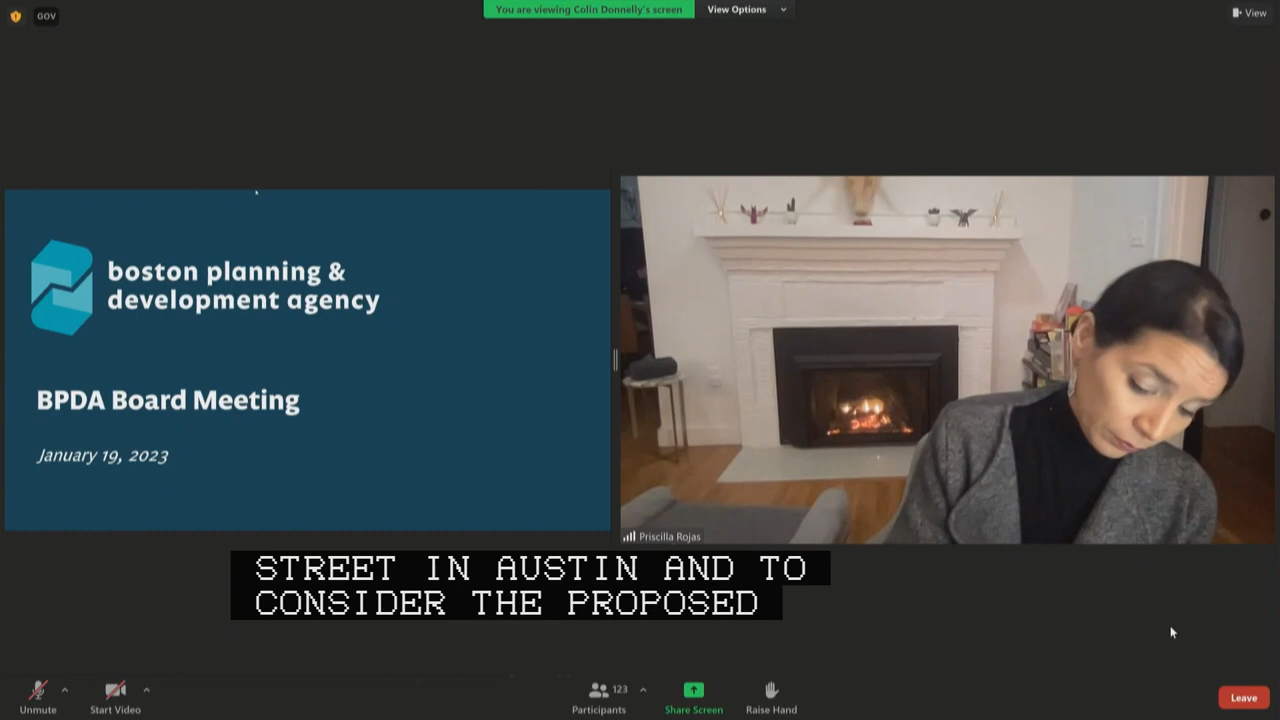 GOV
You are viewing Colin Donnelly's screen
View Options
View
boston planning &
development agency
BPDA Board Meeting
January 19, 2023
Priscilla Rojas
STREET IN AUSTIN AND TO
CONSIDER THE PROPOSED
Unmute
Start Video
123
Participants
Share Screen
Raise Hand
Leave